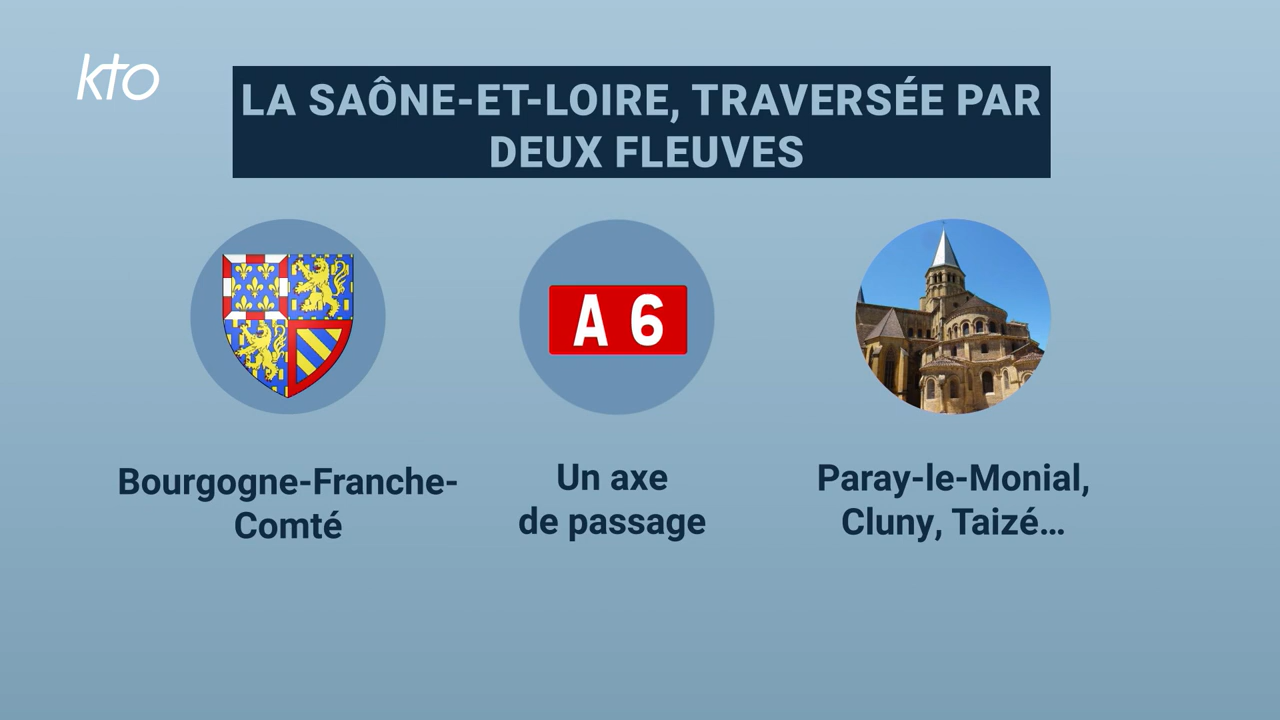 kto
LA SAÔNE-ET-LOIRE, TRAVERSÉE PAR
DEUX FLEUVES
A 6
Bourgogne-Franche-
Comté
Un axe
de passage
Paray-le-Monial,
Cluny, Taizé...